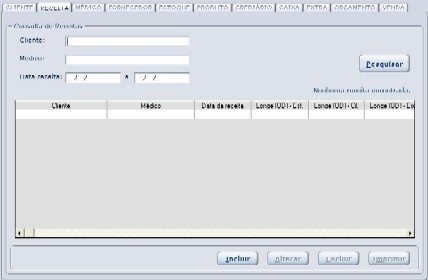 CLIENTE RECEITA MÉDICO FORNECEDOR ESTOQUE PRODUTO CREDIÁRIO CAIXA EXTRA ORÇAMENTO VENDA
Consulta de Receitas
Cliente:
Médico:
Data receita: _/_/ a _/_/
Pesquisar
Nenhuma receita encontrada.
Cliente Médico Data da receita Longe (OD) - Esf. Longe (OD) - Cil. Longe (OD) - Eix
Incluir Alterar Excluir Imprimir